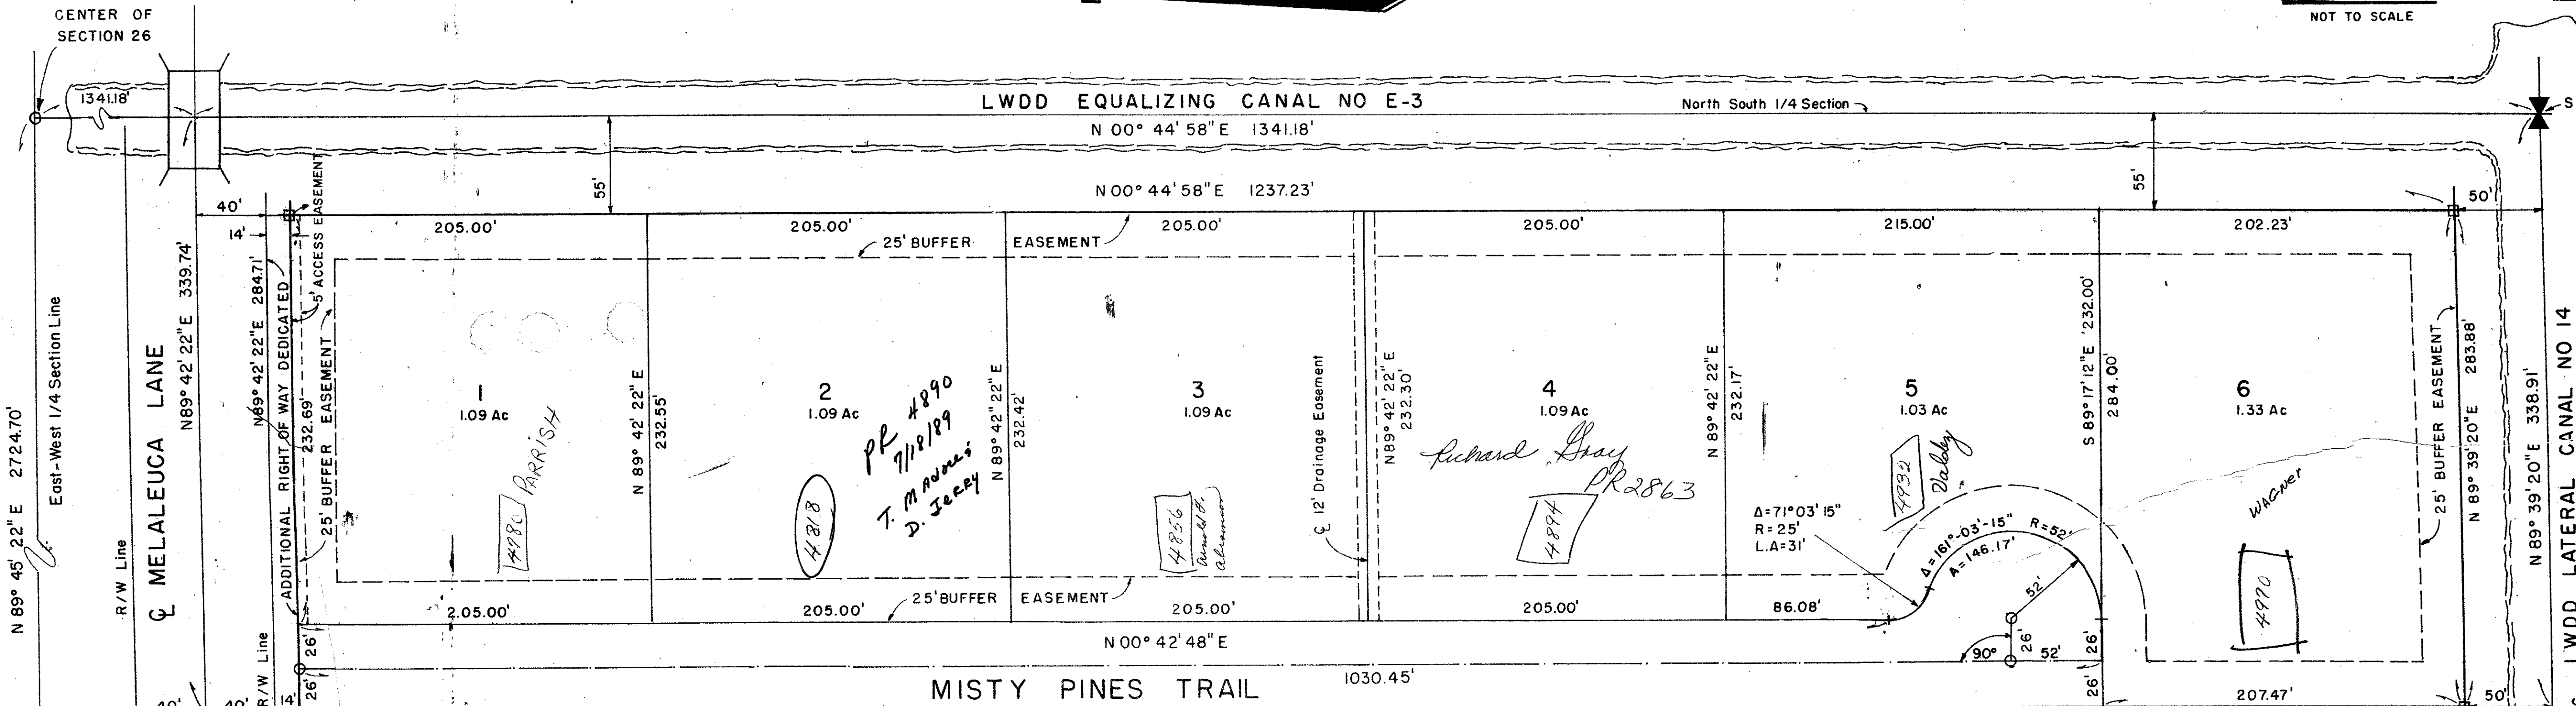 CENTER OF
SECTION 26
NOT TO SCALE
1341.18'
LWDD EQUALIZING CANAL NO E-3
North South 1/4 Section
N 00° 44' 58" E 1341.18'
S
55'
N 00° 44' 58" E 1237.23'
55'
40'
14'
50'
5' ACCESS EASEMENT
205.00'
205.00'
205.00'
205.00'
215.00'
202.23'
25' BUFFER EASEMENT
N 89° 45' 22" E 2724.70'
East-West 1/4 Section Line
R/W Line
℄ MELALEUCA LANE
N89° 42' 22" E 339.74'
N89° 42' 22" E 284.71'
ADDITIONAL RIGHT OF WAY DEDICATED
232.69'
25' BUFFER EASEMENT
1
1.09 Ac
PARRISH
4780
N 89° 42' 22" E
232.55'
2
1.09 Ac
4818
PR 4890
7/18/89
D. JERRY
N 89° 42' 22" E
232.42'
3
1.09 Ac
4856
℄ 12' Drainage Easement
N89° 42' 22" E
232.30'
4
1.09 Ac
Richard Gray
PR2863
4894
N 89° 42' 22" E
232.17'
5
1.03 Ac
4932
Valdey
Δ=71°03'15"
R=25'
L.A=31'
Δ=161°-03'-15" R=52'
A=146.17'
52'
S 89° 17' 12" E 232.00'
284.00'
6
1.33 Ac
WAGNER
4970
25' BUFFER EASEMENT
N 89° 39' 20" E 283.88'
N 89° 39' 20" E 338.91'
LWDD LATERAL CANAL NO 14
205.00'
205.00'
25' BUFFER EASEMENT
205.00'
205.00'
86.08'
26'
N 00° 42' 48" E
90°
26'
52'
26'
26'
MISTY PINES TRAIL
1030.45'
26'
207.47'
50'
40'
40'
R/W Line
14'